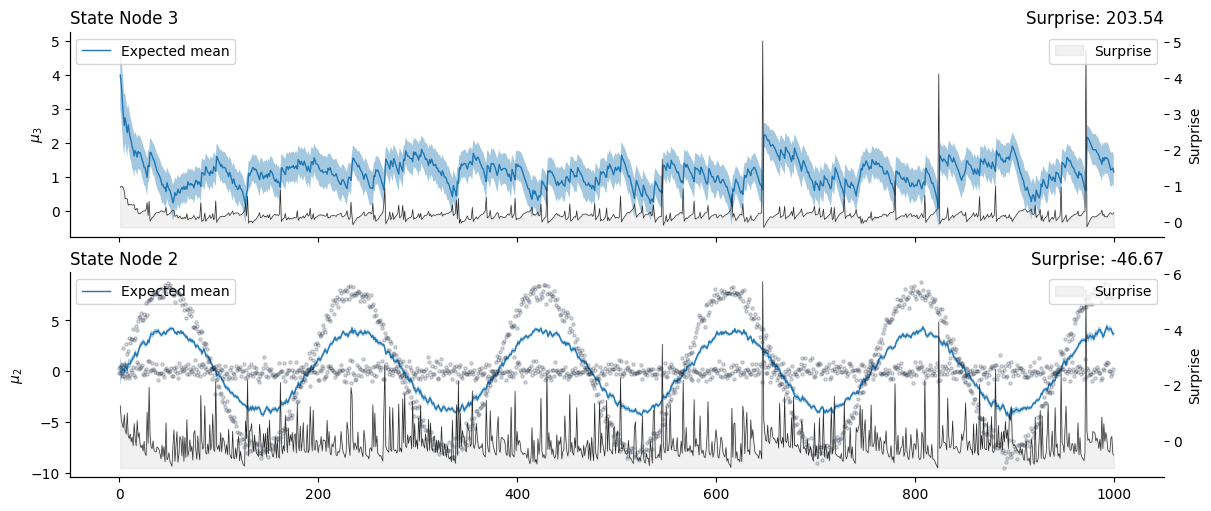 State Node 3
Surprise: 203.54
Expected mean
Surprise
5
4
3
2
1
0
μ3
5
4
3
2
1
0
Surprise
State Node 2
Surprise: -46.67
Expected mean
Surprise
5
0
−5
−10
μ2
6
4
2
0
Surprise
0
200
400
600
800
1000